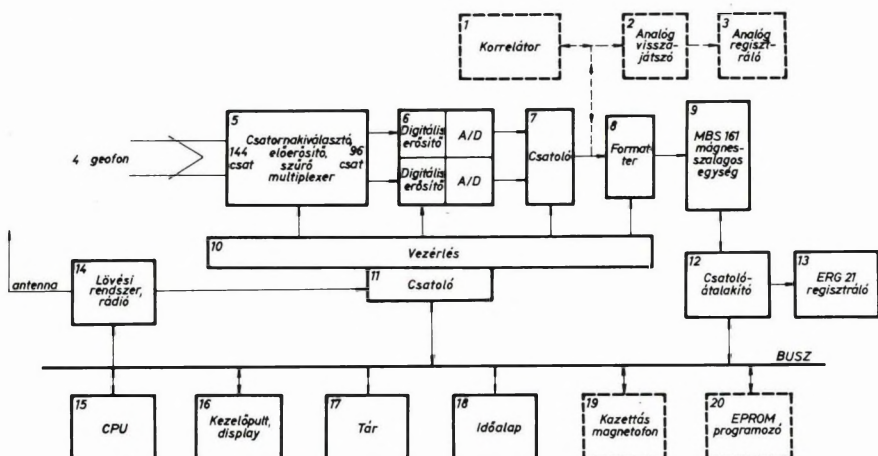 1
Korrelátor
2
Analóg
visszá-
játszó
3
Analóg
regiszt-
ráló
4 geofon
5
Csatornakiválasztó
144 csat
előerősítő,
szűrő
multiplexer
96 csat
6
Digitális
erősítő
A/D
Digitális
erősítő
A/D
7
Csatoló
8
Format-
ter
9
MBS 161
mágnes-
szalagos
egység
10
Vezérlés
11
Csatoló
12
Csatoló-
átalakító
13
ERG 21
regisztráló
antenna
14
Lövési
rendszer,
rádió
BUSZ
15
CPU
16
Kezelőpult,
display
17
Tár
18
Időalap
19
Kazettás
magnetofon
20
EPROM
programozó